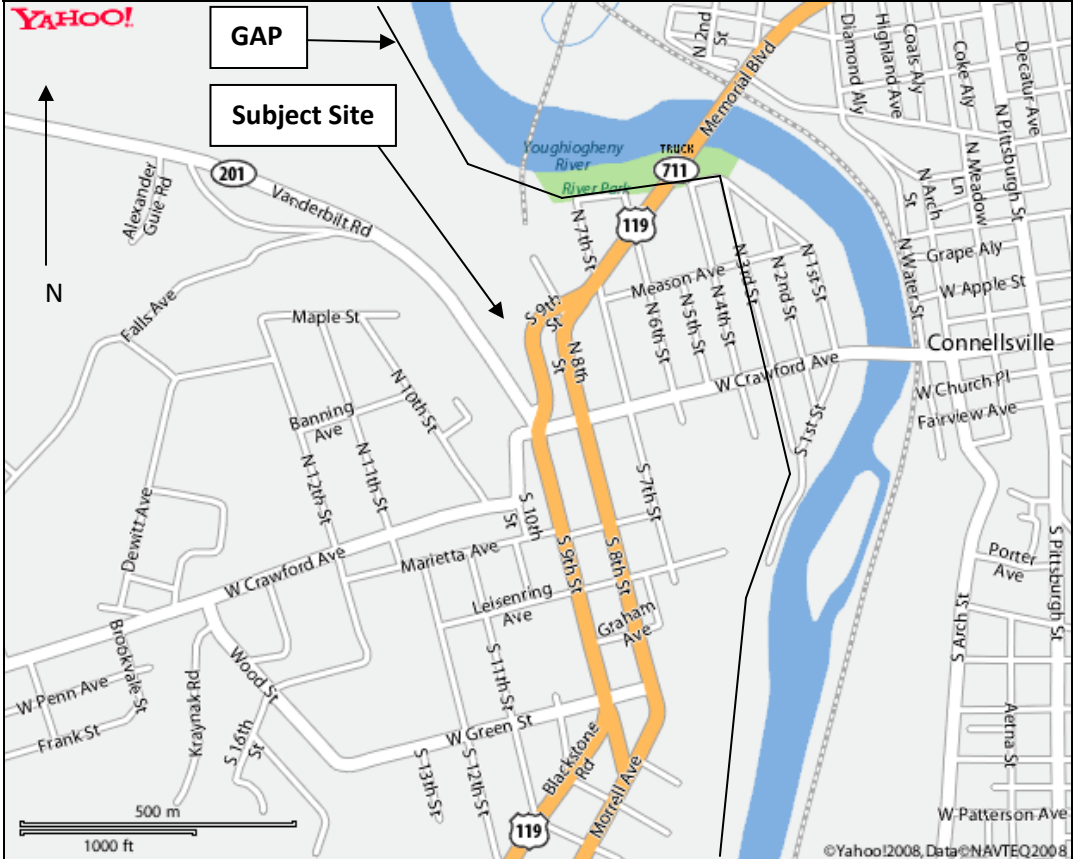 YAHOO!
GAP
Subject Site
N
N 2nd
St
Diamond Aly
Highland Ave
Coals Aly
Coke Aly
Decatur Ave
N Pittsburgh St
N Meadow
Ln
N Arch
St
N Water St
Grape Aly
W Apple St
Connellsville
W Church Pl
Fairview Ave
Memorial Blvd
TRUCK
711
Youghiogheny
River
River Park
119
201
Vanderbilt Rd
Alexander
Guie Rd
Falls Ave
Maple St
N 7th St
Meason Ave
N 6th St
N 5th St
N 4th St
N 3rd St
N 2nd St
N 1st St
S 9th
St
N 8th
St
W Crawford Ave
S 1st St
Banning
Ave
N 10th St
N 11th St
N 12th St
Dewitt Ave
S 10th
St
S 7th St
Marietta Ave
W Crawford Ave
S 9th St
S 8th St
Leisenring
Ave
Graham
Ave
S 11th St
Brookvale St
Wood St
W Penn Ave
Frank St
Kraynak Rd
S 16th
St
W Green St
S 13th St
S 12th St
Blackstone
Rd
Morrell Ave
119
Porter
Ave
S Arch St
S Pittsburgh St
Aetna St
W Patterson Ave
500 m
1000 ft
©Yahoo!2008, Data©NAVTEQ2008